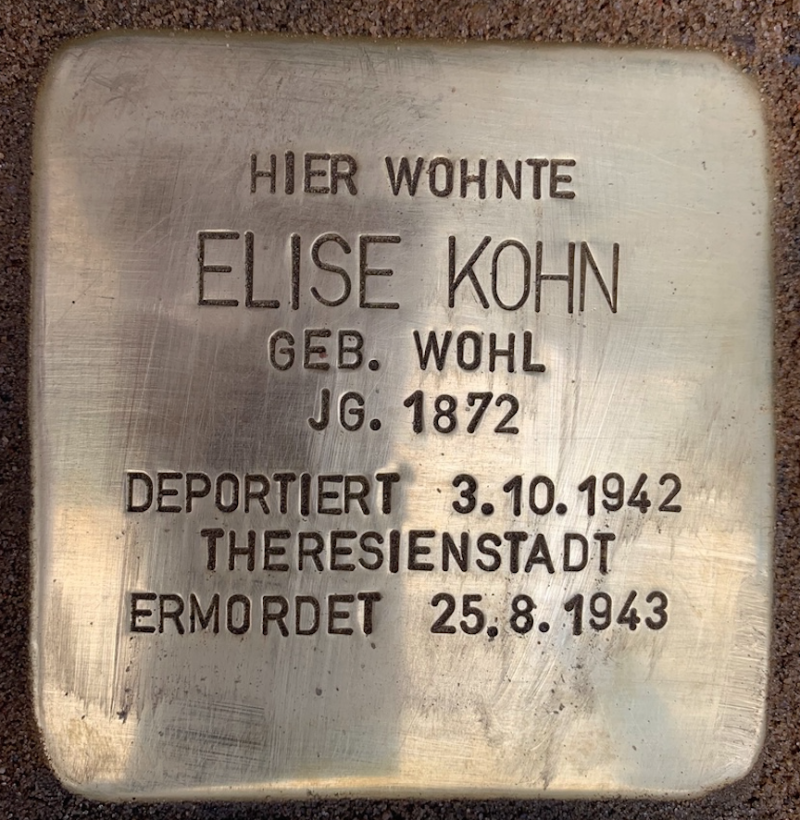 HIER WOHNTE
ELISE KOHN
GEB. WOHL
JG. 1872
DEPORTIERT 3.10.1942
THERESIENSTADT
ERMORDET 25.8.1943